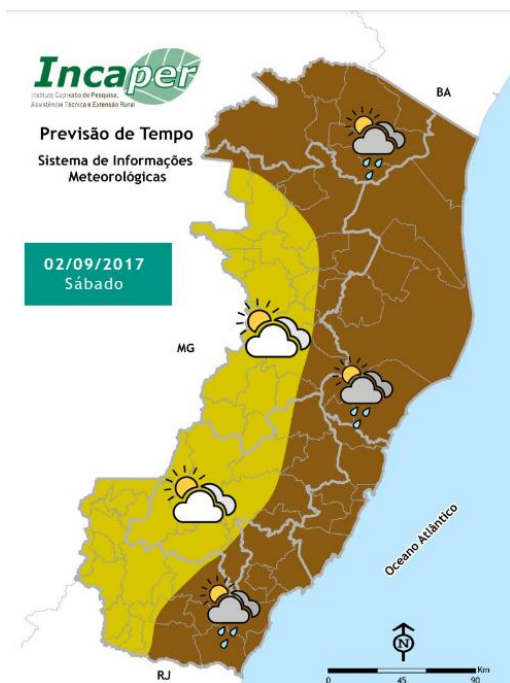 Incaper
Instituto Capixaba de Pesquisa,
Assistência Técnica e Extensão Rural
Previsão de Tempo
Sistema de Informações
Meteorológicas
02/09/2017
Sábado
BA
MG
Oceano Atlântico
RJ
N
Km
0
45
90